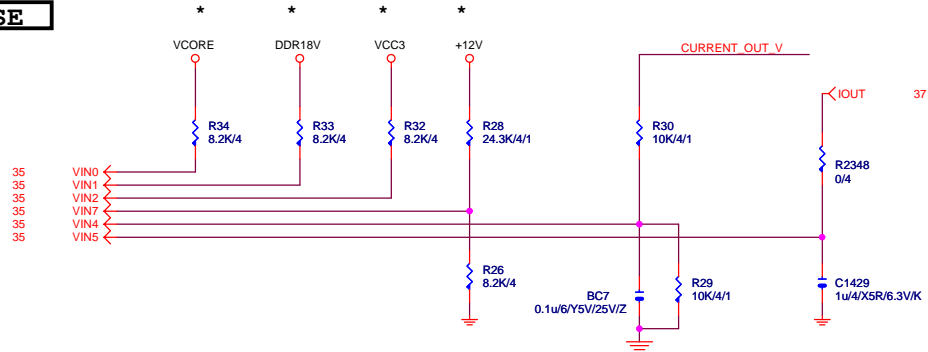 SE
* * * *
VCORE DDR18V VCC3 +12V
CURRENT_OUT_V
IOUT 37
R34
8.2K/4
R33
8.2K/4
R32
8.2K/4
R28
24.3K/4/1
R30
10K/4/1
R2348
0/4
35 VIN0
35 VIN1
35 VIN2
35 VIN7
35 VIN4
35 VIN5
R26
8.2K/4
BC7
0.1u/6/Y5V/25V/Z
R29
10K/4/1
C1429
1u/4/X5R/6.3V/K